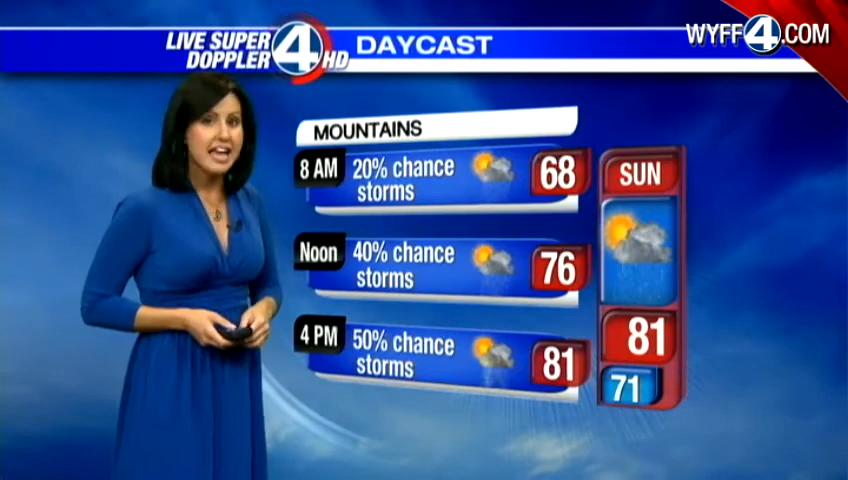 LIVE SUPER
DOPPLER 4 HD
DAYCAST
WYFF4.COM
MOUNTAINS
8 AM 20% chance storms 68
Noon 40% chance storms 76
4 PM 50% chance storms 81
SUN
81
71